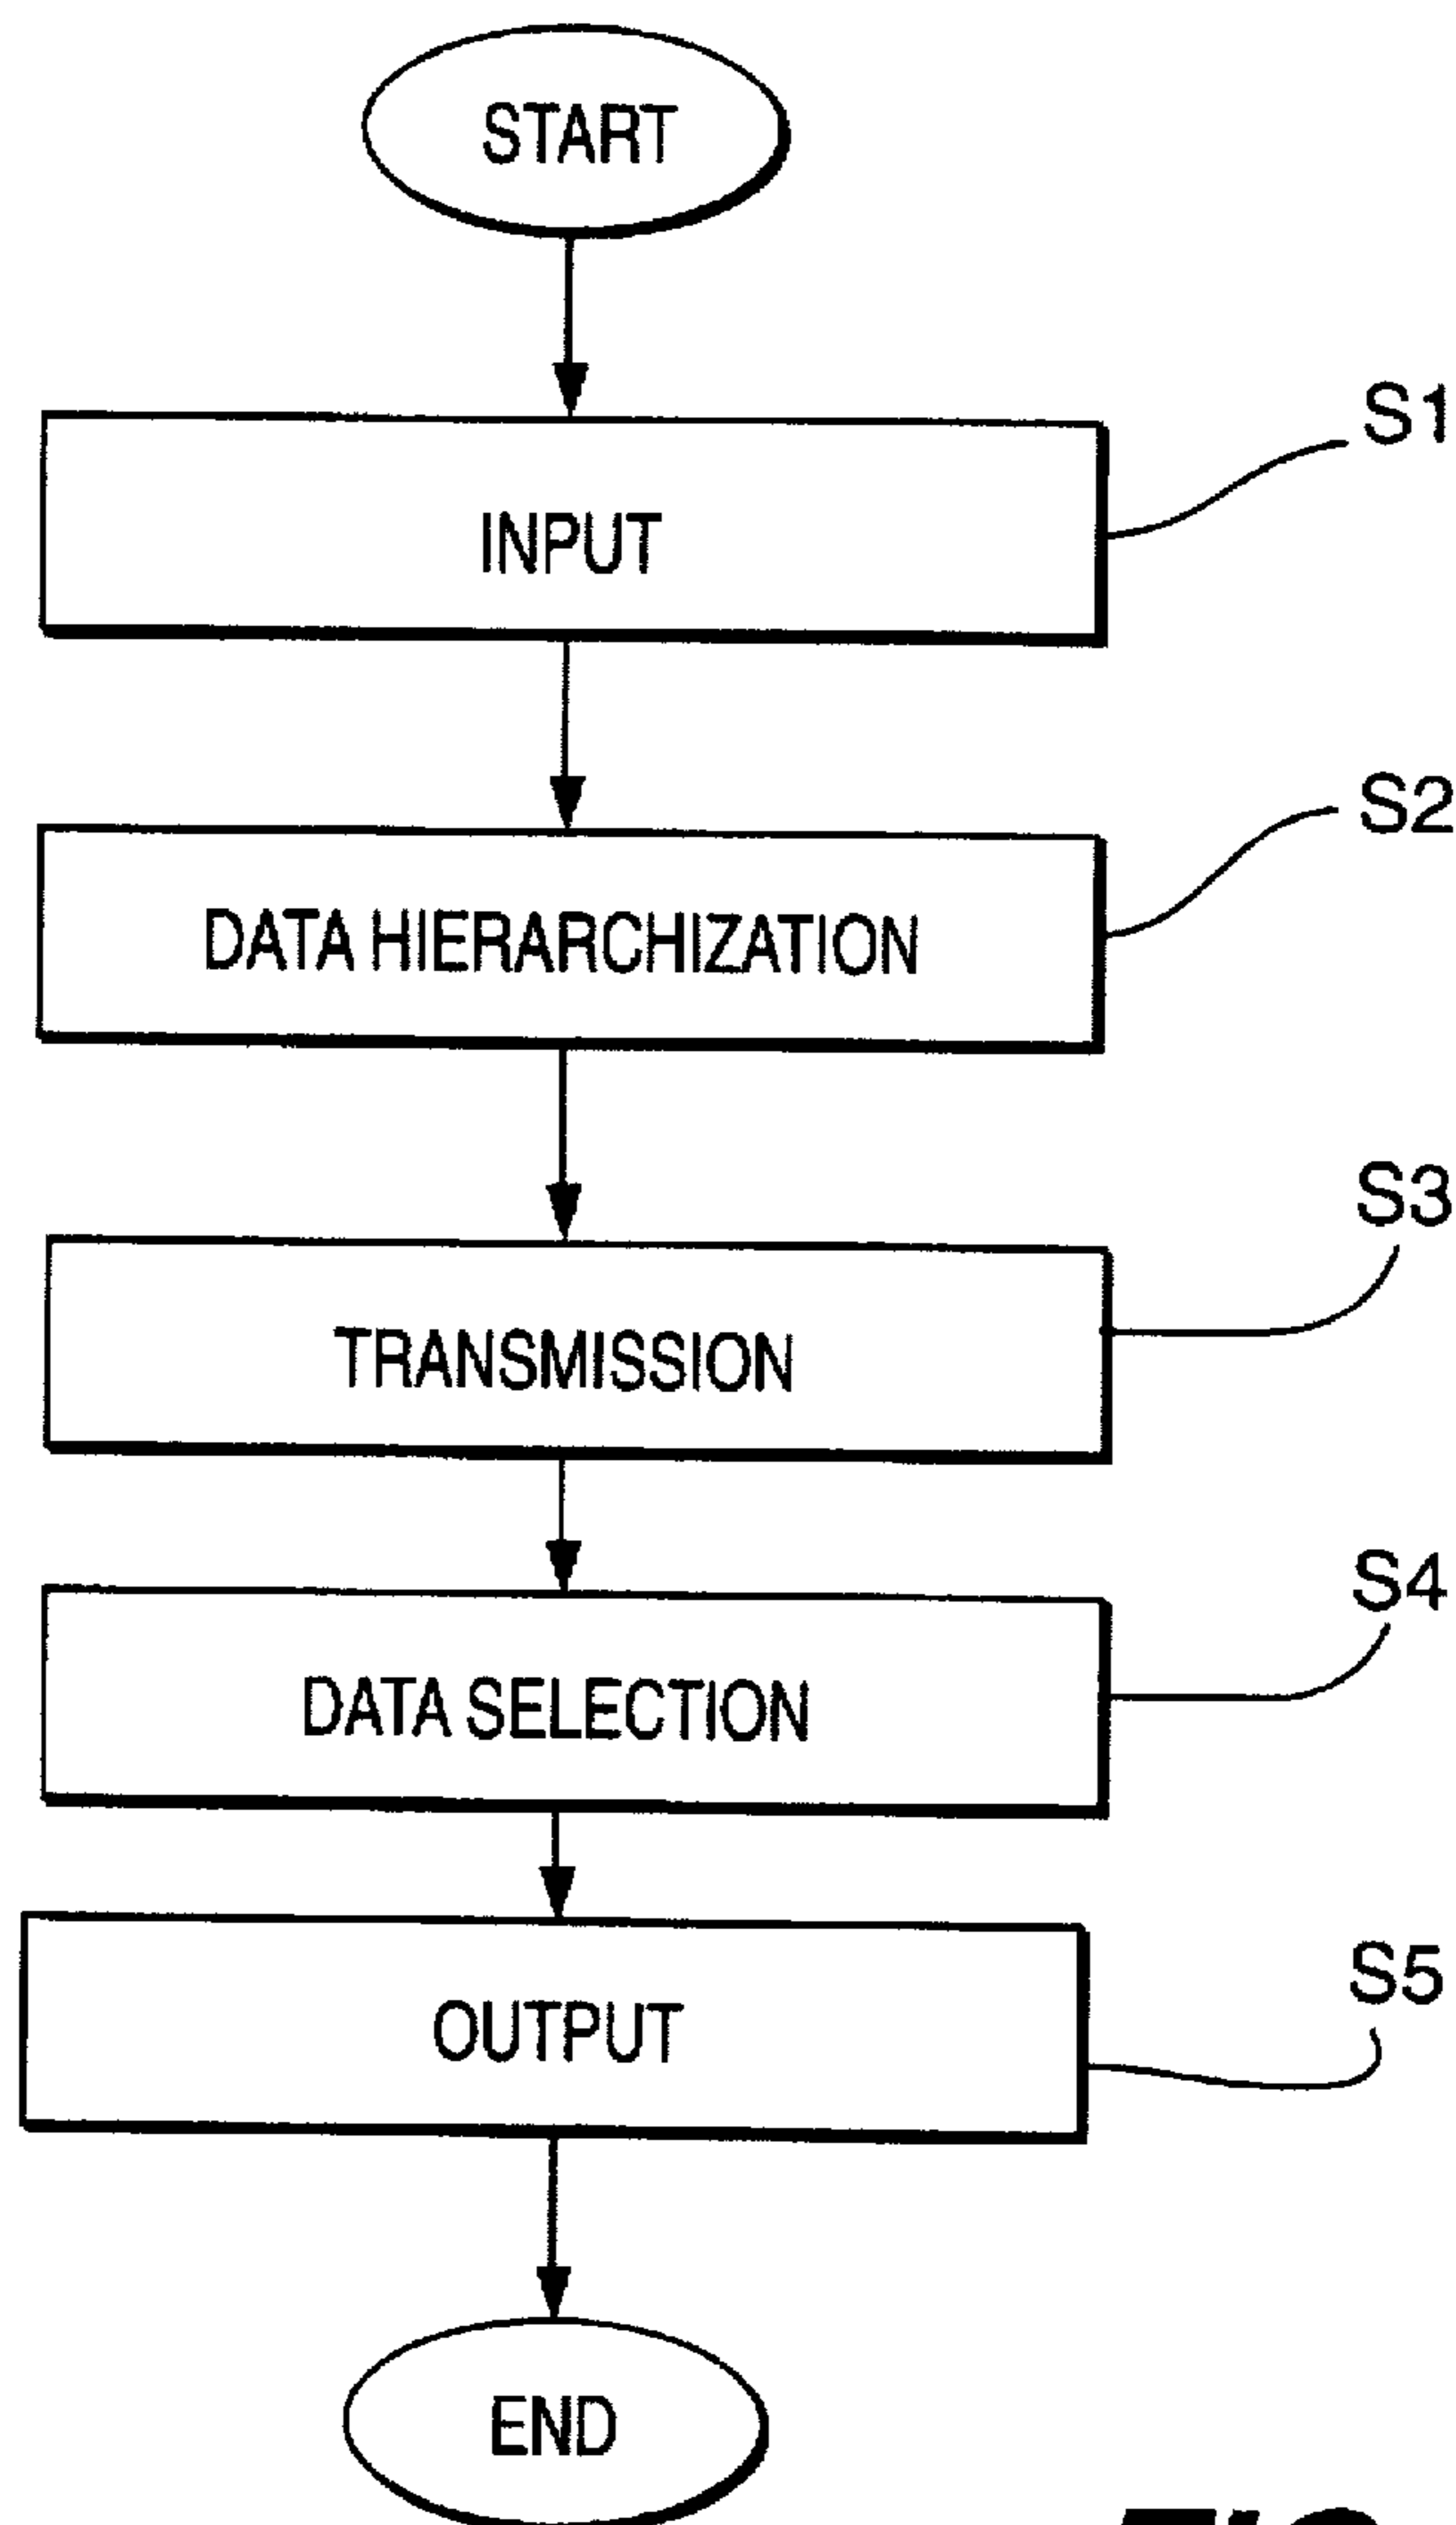 START
S1
INPUT
S2
DATA HIERARCHIZATION
S3
TRANSMISSION
S4
DATA SELECTION
S5
OUTPUT
END